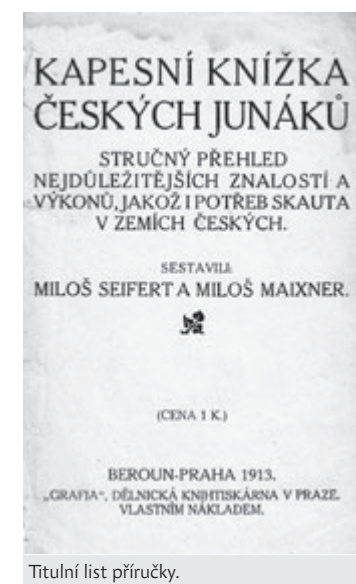 KAPESNÍ KNÍŽKA
ČESKÝCH JUNÁKŮ
STRUČNÝ PŘEHLED
NEJDŮLEŽITĚJŠÍCH ZNALOSTÍ A
VÝKONŮ, JAKOŽ I POTŘEB SKAUTA
V ZEMÍCH ČESKÝCH.
SESTAVILI:
MILOŠ SEIFERT A MILOŠ MAIXNER.
(CENA 1 K.)
BEROUN-PRAHA 1913.
„GRAFIA“, DĚLNICKÁ KNIHTISKÁRNA V PRAZE.
VLASTNÍM NÁKLADEM.
Titulní list příručky.